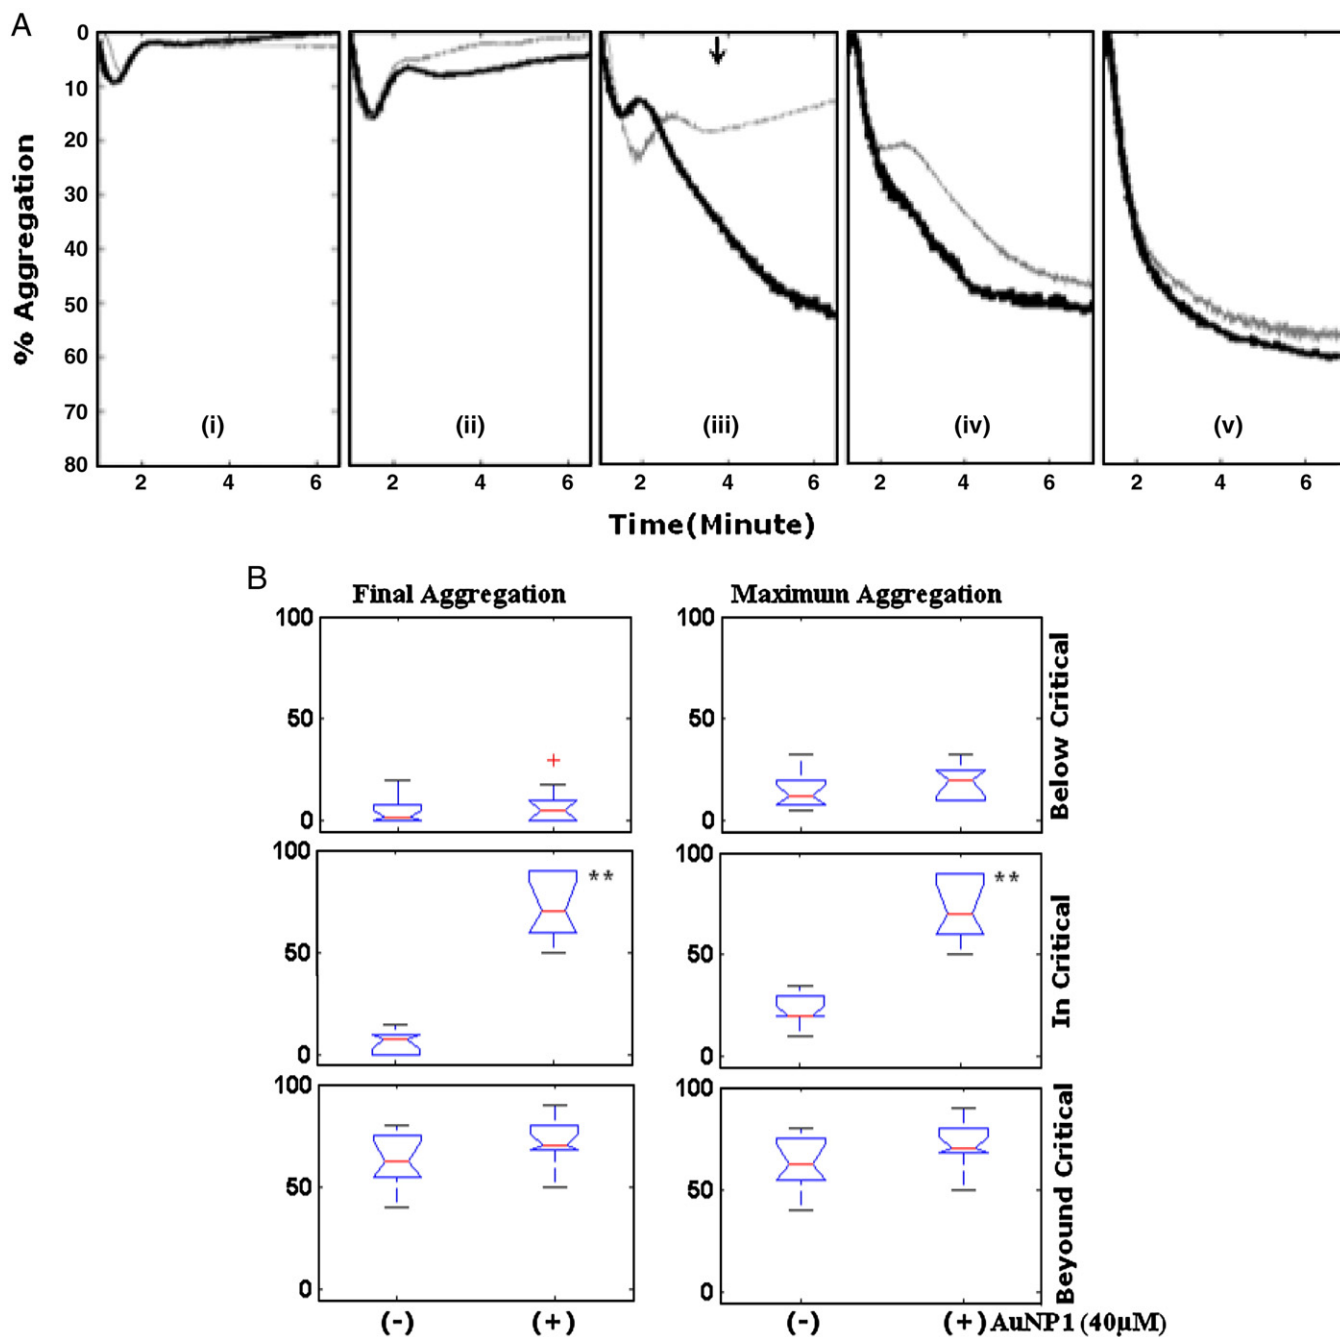 A
% Aggregation
0
10
20
30
40
50
60
70
80
(i)
(ii)
(iii)
(iv)
(v)
2 4 6
2 4 6
2 4 6
2 4 6
2 4 6
Time(Minute)
B
Final Aggregation
Maximun Aggregation
100
50
0
100
50
0
Below Critical
100
50
0
100
50
0
**
**
In Critical
100
50
0
100
50
0
Beyound Critical
(-) (+)
(-) (+) AuNP1 (40μM)